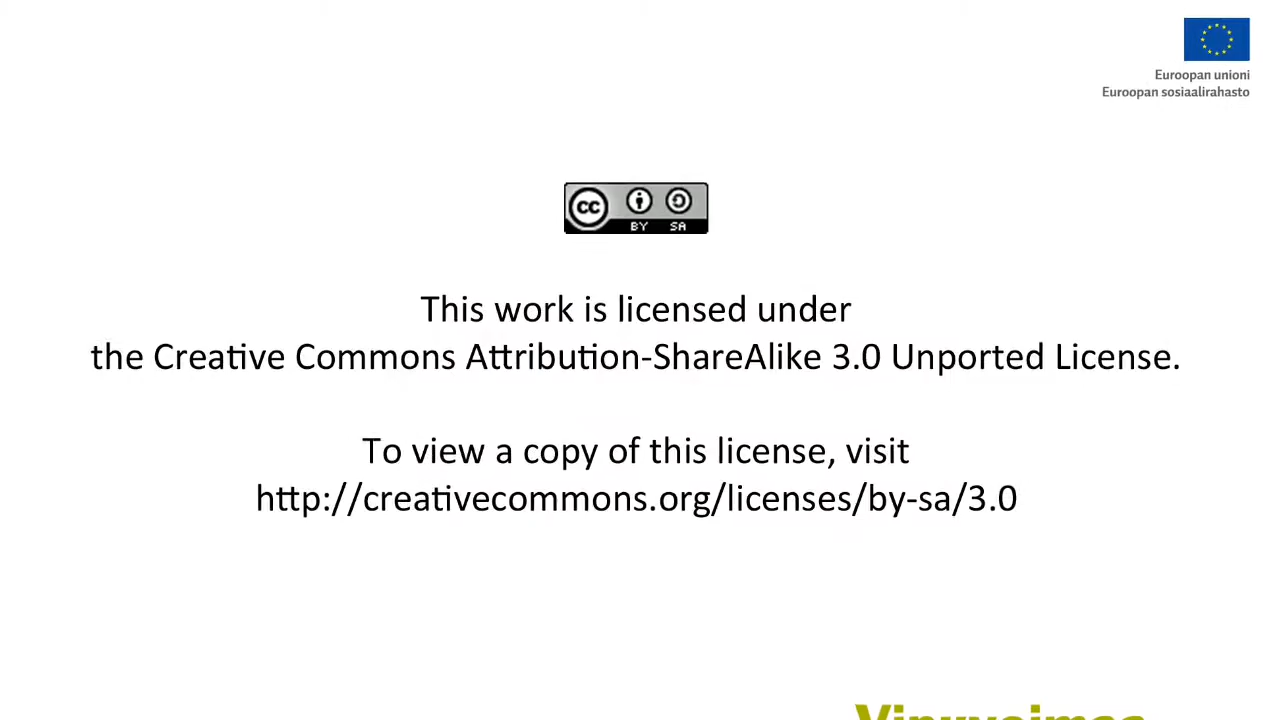 Euroopan unioni
Euroopan sosiaalirahasto
cc BY SA
This work is licensed under
the Creative Commons Attribution-ShareAlike 3.0 Unported License.
To view a copy of this license, visit
http://creativecommons.org/licenses/by-sa/3.0